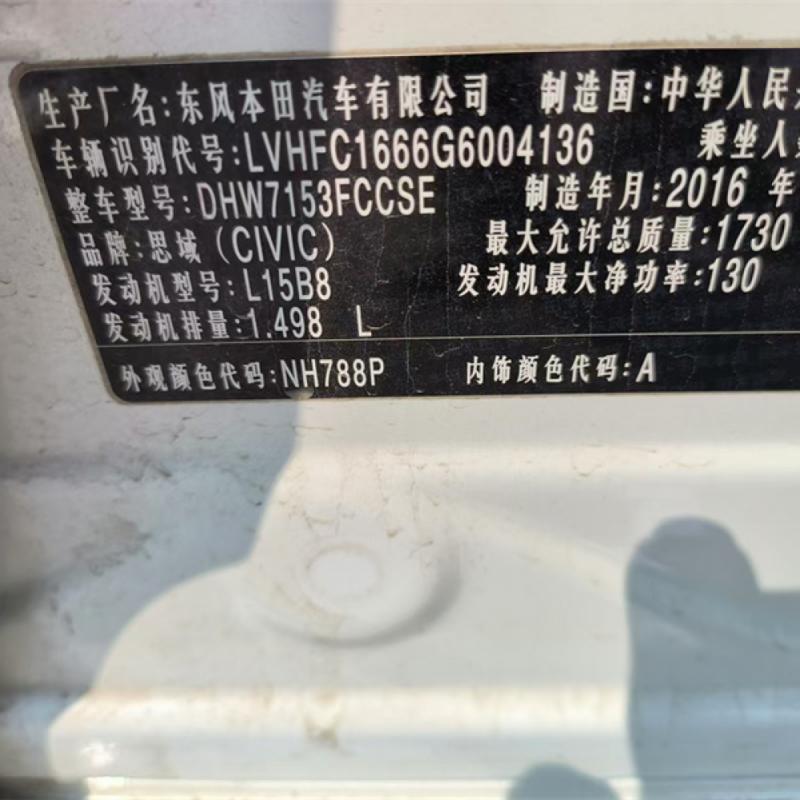 生产厂名:东风本田汽车有限公司 制造国:中华人民
车辆识别代号:LVHFC1666G6004136 乘坐人
整车型号:DHW7153FCCSE 制造年月:2016 年
品牌:思域(CIVIC) 最大允许总质量:1730
发动机型号:L15B8 发动机最大净功率:130
发动机排量:1.498 L
外观颜色代码:NH788P 内饰颜色代码:A